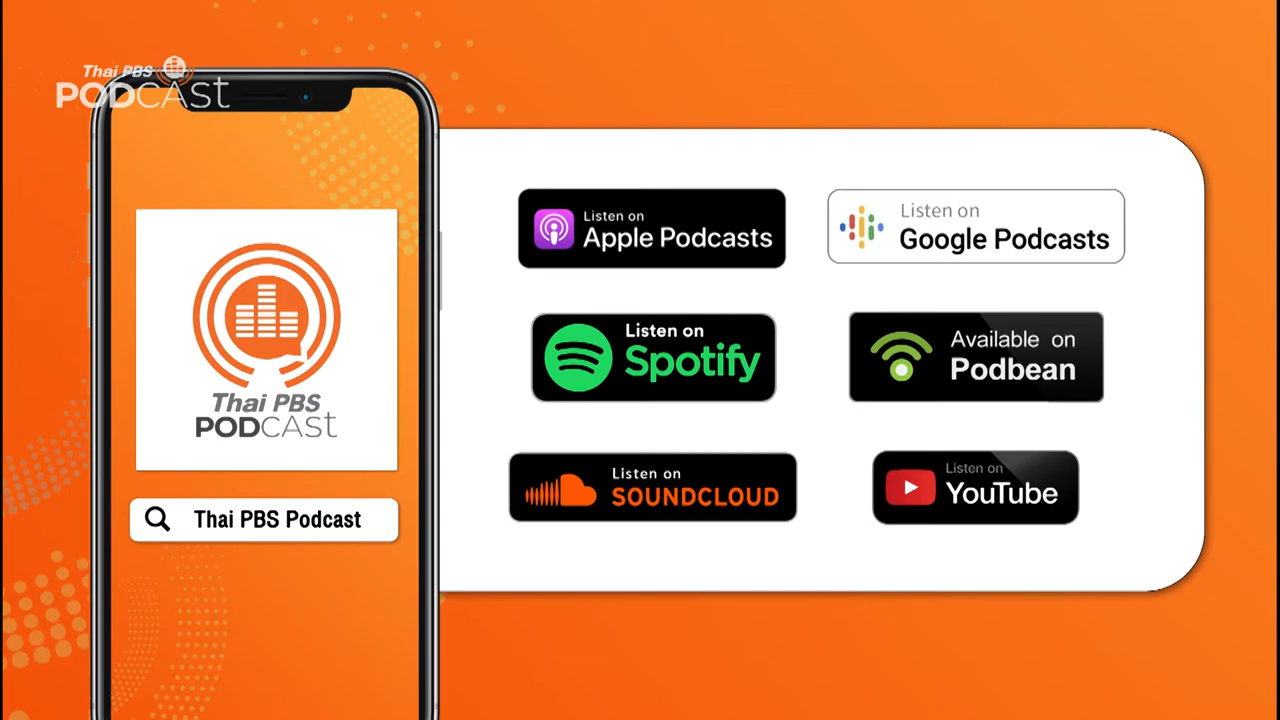 Thai PBS
PODCAST
Thai PBS
PODCAST
Thai PBS Podcast
Listen on
Apple Podcasts
Listen on
Google Podcasts
Listen on
Spotify
Available on
Podbean
Listen on
SOUNDCLOUD
Listen on
YouTube